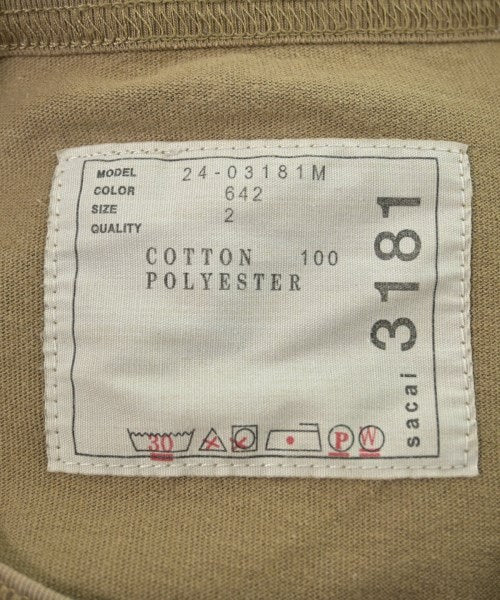 MODEL 24-03181M
COLOR 642
SIZE 2
QUALITY
COTTON 100
POLYESTER
sacai 3181
30
P W